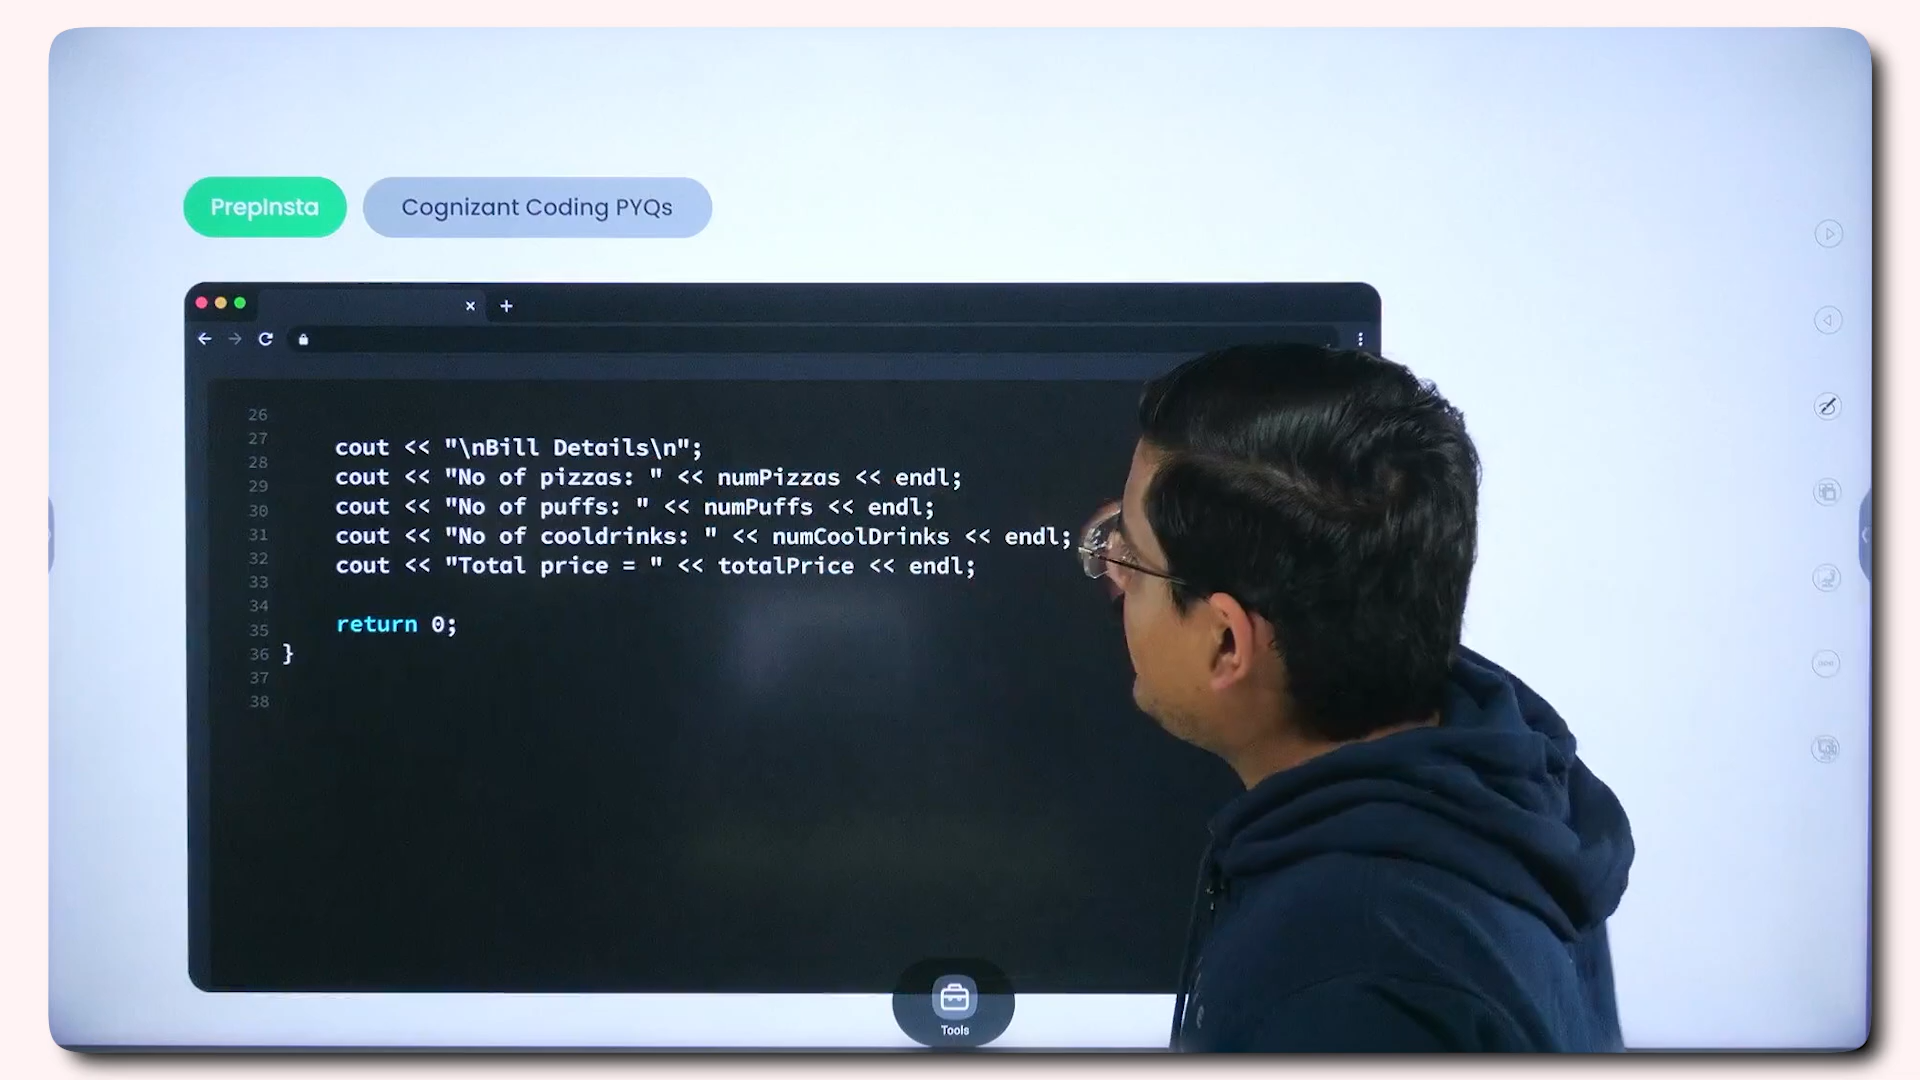 PrepInsta
Cognizant Coding PYQs
26
27
28
29
30
31
32
33
34
35
36
37
38
cout << "\nBill Details\n";
cout << "No of pizzas: " << numPizzas << endl;
cout << "No of puffs: " << numPuffs << endl;
cout << "No of cooldrinks: " << numCoolDrinks << endl;
cout << "Total price = " << totalPrice << endl;
return 0;
}
Tools